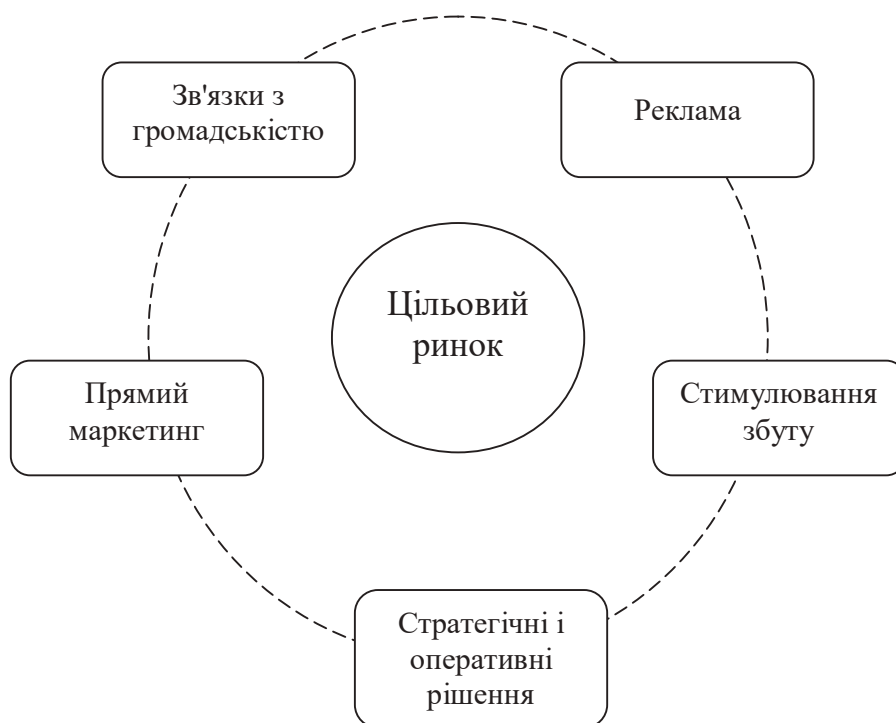 Зв'язки з
громадськістю
Реклама
Цільовий
ринок
Прямий
маркетинг
Стимулювання
збуту
Стратегічні і
оперативні
рішення